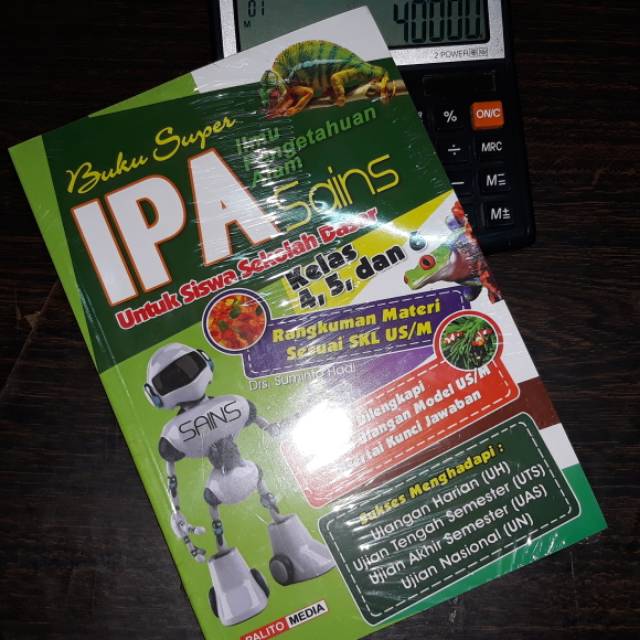 01
M
40000
2 POWER
%
ON/C
÷
MRC
M=
M±
Buku Super
IPA
Ilmu
Pengetahuan
Alam
Sains
Untuk Siswa Sekolah Dasar
Kelas
4, 5, dan 6
Rangkuman Materi
Sesuai SKL US/M
Drs. Suminto Hadi
Dilengkapi
Model US/M
Kunci Jawaban
Sukses Menghadapi :
Ulangan Harian (UH)
Ujian Tengah Semester (UTS)
Ujian Akhir Semester (UAS)
Ujian Nasional (UN)
SAINS
PALITO MEDIA